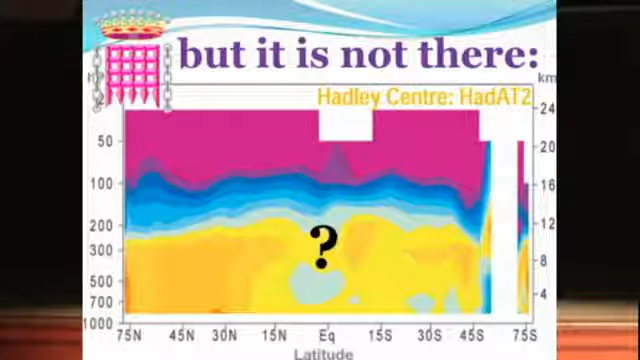 but it is not there:
Hadley Centre: HadAT2
km
24
50
20
100
16
200
12
300
8
500
700
4
1000
75N 45N 30N 15N Eq 15S 30S 45S 75S
Latitude
?